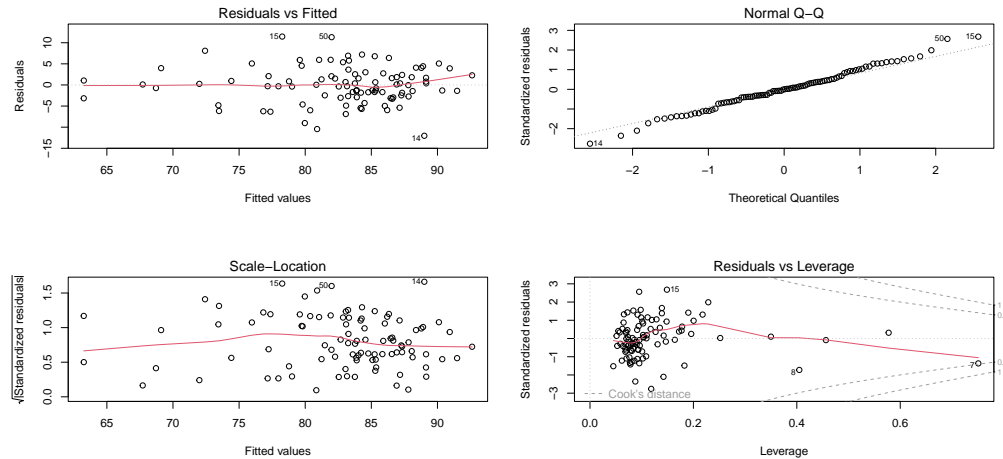 Residuals vs Fitted
Residuals
10
5
0
−5
−15
15
50
14
65 70 75 80 85 90
Fitted values
Normal Q−Q
Standardized residuals
3
2
0
−2
50
15
14
−2 −1 0 1 2
Theoretical Quantiles
Scale−Location
√|Standardized residuals|
1.5
1.0
0.5
0.0
15
50
14
65 70 75 80 85 90
Fitted values
Residuals vs Leverage
Standardized residuals
3
2
1
0
−1
−3
15
8
7
Cook's distance
0.0 0.2 0.4 0.6
Leverage